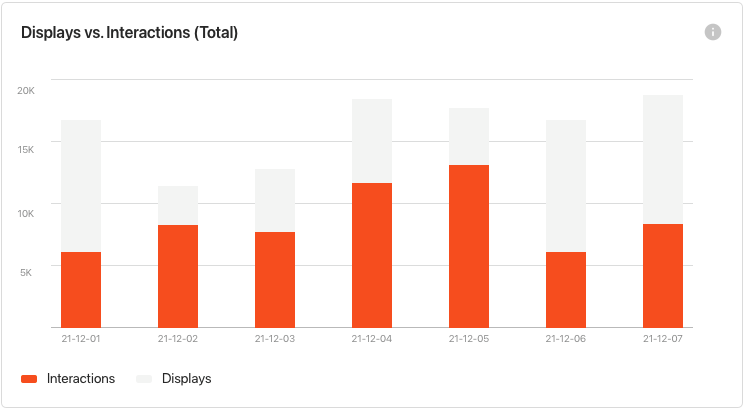 Displays vs. Interactions (Total)
i
20K
15K
10K
5K
21-12-01 21-12-02 21-12-03 21-12-04 21-12-05 21-12-06 21-12-07
Interactions Displays